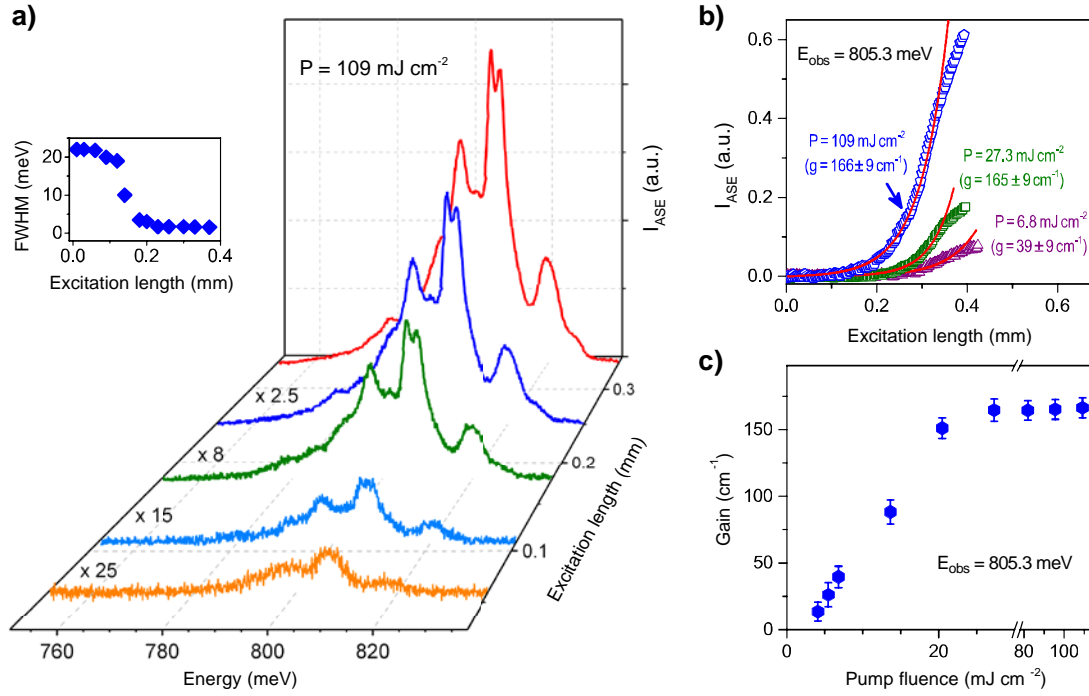 a)
P = 109 mJ cm-2
I_ASE (a.u.)
FWHM (meV)
20
10
0
0.0
0.2
0.4
Excitation length (mm)
x 2.5
x 8
x 15
x 25
0.3
0.2
0.1
Excitation length (mm)
760
780
800
820
Energy (meV)
b)
E_obs = 805.3 meV
I_ASE (a.u.)
0.6
0.4
0.2
0.0
P = 109 mJ cm-2
(g = 166± 9 cm-1)
P = 27.3 mJ cm-2
(g = 165± 9 cm-1)
P = 6.8 mJ cm-2
(g = 39± 9 cm-1)
0.0
0.2
0.4
0.6
Excitation length (mm)
c)
Gain (cm-1)
150
100
50
0
E_obs = 805.3 meV
0
20
80
100
Pump fluence (mJ cm-2)